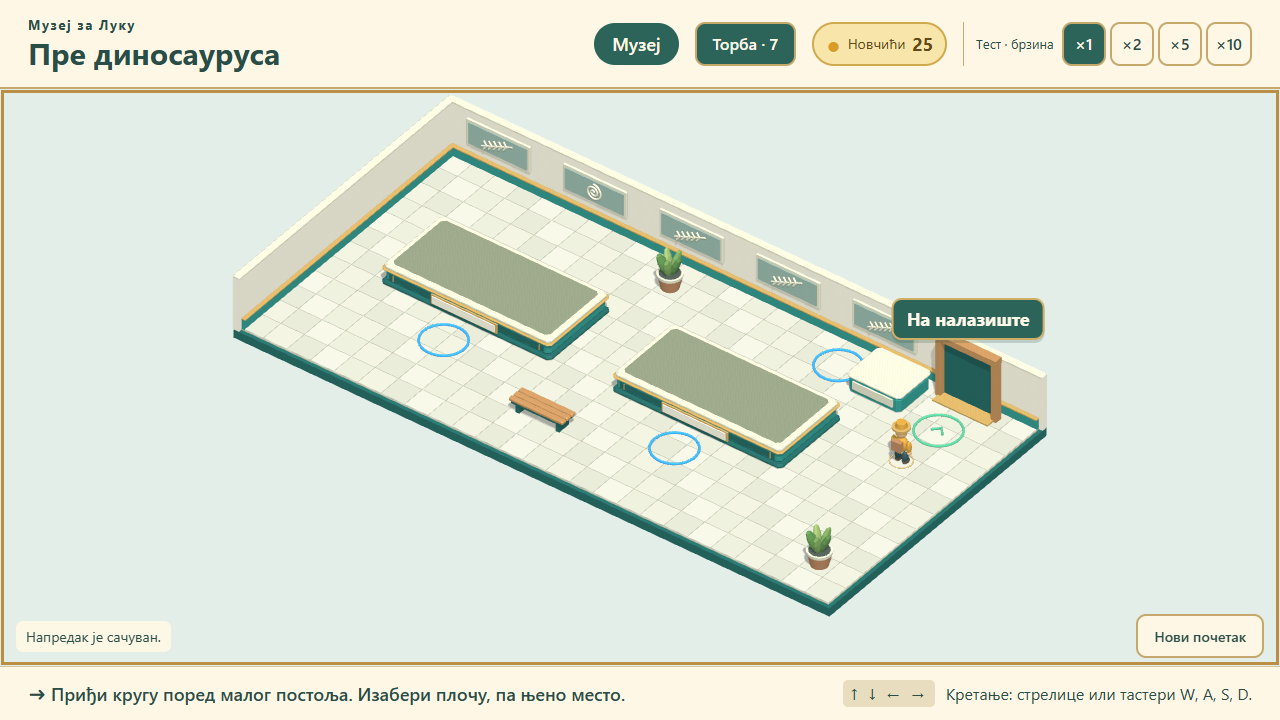 Музеј за Луку
Пре диносауруса
Музеј
Торба · 7
Новчићи 25
Тест · брзина
×1
×2
×5
×10
На налазиште
Напредак је сачуван.
Нови почетак
→ Приђи кругу поред малог постоља. Изабери плочу, па њено место.
↑ ↓ ← → Кретање: стрелице или тастери W, A, S, D.